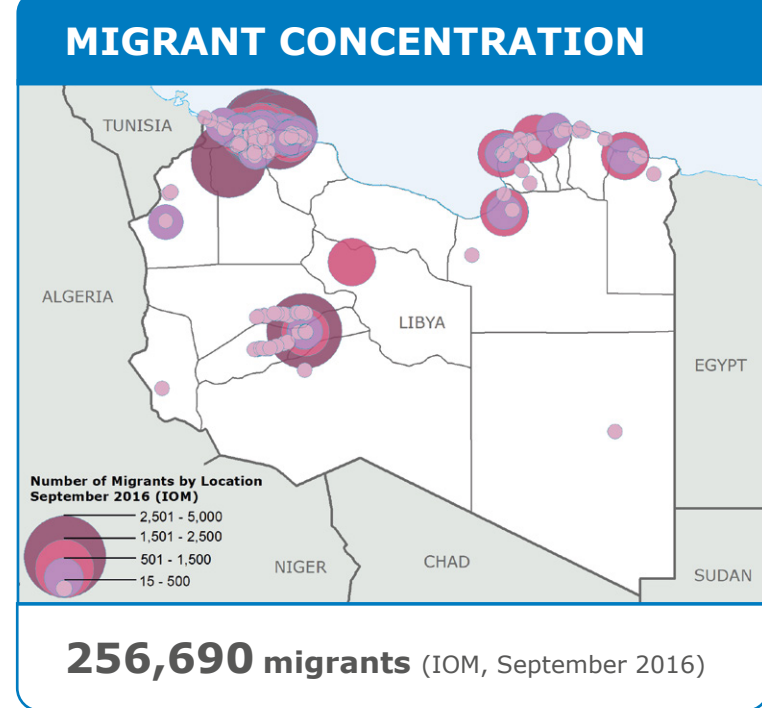 MIGRANT CONCENTRATION
TUNISIA
ALGERIA
LIBYA
EGYPT
Number of Migrants by Location
September 2016 (IOM)
2,501 - 5,000
1,501 - 2,500
501 - 1,500
15 - 500
NIGER
CHAD
SUDAN
256,690 migrants (IOM, September 2016)